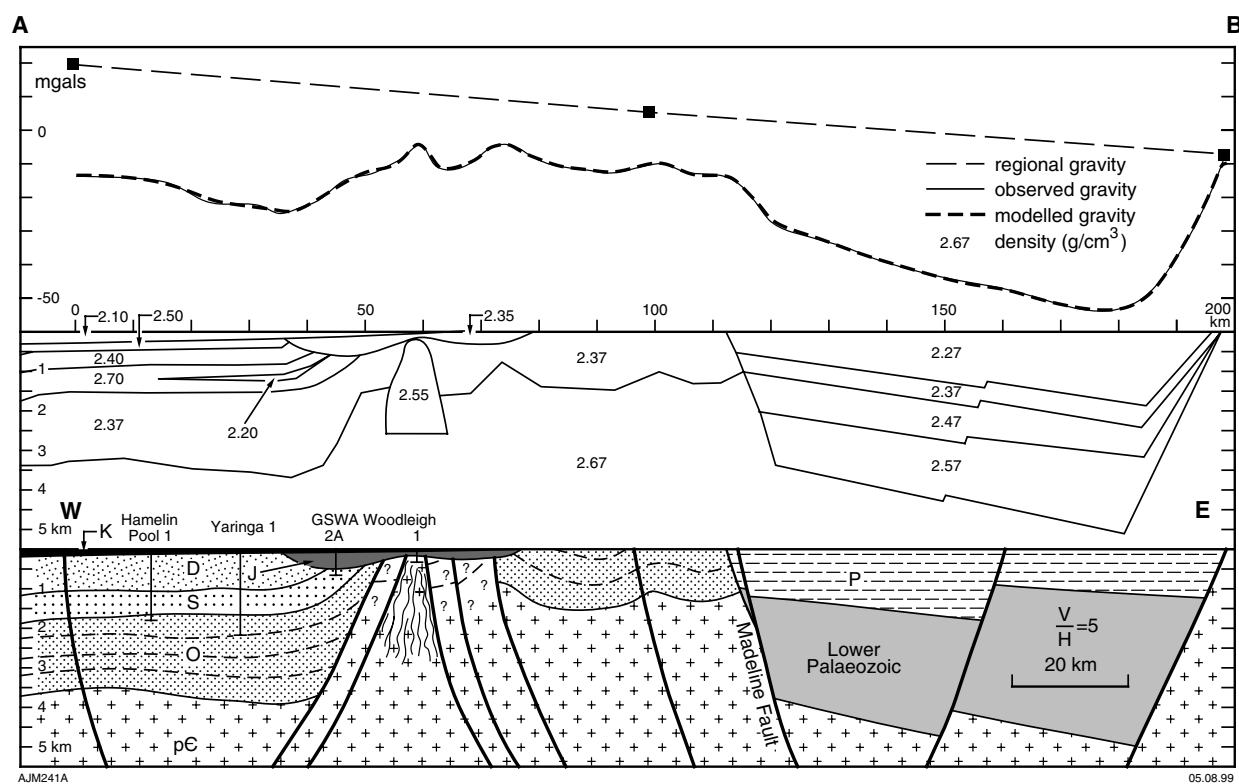 A B
mgals
0
-50
regional gravity
observed gravity
modelled gravity
2.67 density (g/cm³)
0 50 100 150 200
km
2.10 2.50 2.35
2.40
2.70
2.37
2.20
2.55
2.37
2.67
2.27
2.37
2.47
2.57
1
2
3
4
5 km
W E
K
Hamelin
Pool 1
Yaringa 1
GSWA Woodleigh
2A 1
D
J
S
O
pЄ
? ? ? ? ? ? ?
1
2
3
4
5 km
Madeline Fault
P
Lower
Palaeozoic
V
H =5
20 km
AJM241A 05.08.99